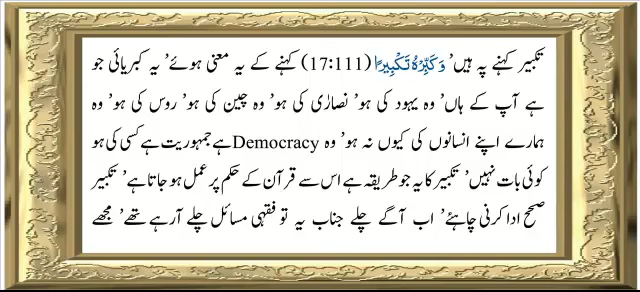 تکبیر کہنے پہ ہیں’ وَكَبِّرْهُ تَكْبِيرًا (17:111) کہنے کے یہ معنی ہوئے’ یہ کبریائی جو
ہے آپ کے ہاں’ وہ یہود کی ہو’ نصارٰی کی ہو’ وہ چین کی ہو’ روس کی ہو’ وہ
ہمارے اپنے انسانوں کی کیوں نہ ہو’ وہ Democracy ہے جمہوریت ہے کسی کی ہو
کوئی بات نہیں’ تکبیر کا یہ جو طریقہ ہے اس سے قرآن کے حکم پر عمل ہو جاتا ہے’ تکبیر
صحیح ادا کرنی چاہئے’ اب آگے چلے جناب یہ تو فقہی مسائل چلے آ رہے تھے’ مجھے